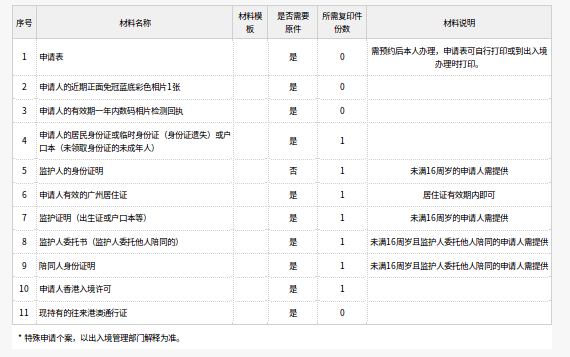 序号 材料名称 材料模板 是否需要原件 所需复印件份数 材料说明
1 申请表 是 0 需预约后本人办理，申请表可自行打印或到出入境办理时打印。
2 申请人的近期正面免冠蓝底彩色相片1张 是 0
3 申请人的有效期一年内数码相片检测回执 是 0
4 申请人的居民身份证或临时身份证（身份证遗失）或户口本（未领取身份证的未成年人） 是 1
5 监护人的身份证明 否 1 未满16周岁的申请人需提供
6 申请人有效的广州居住证 是 1 居住证有效期内即可
7 监护证明（出生证或户口本等） 是 1 未满16周岁的申请人需提供
8 监护人委托书（监护人委托他人陪同的） 是 1 未满16周岁且监护人委托他人陪同的申请人需提供
9 陪同人身份证明 是 1 未满16周岁且监护人委托他人陪同的申请人需提供
10 申请人香港入境许可 是 1
11 现持有的往来港澳通行证 是 0
* 特殊申请个案，以出入境管理部门解释为准。